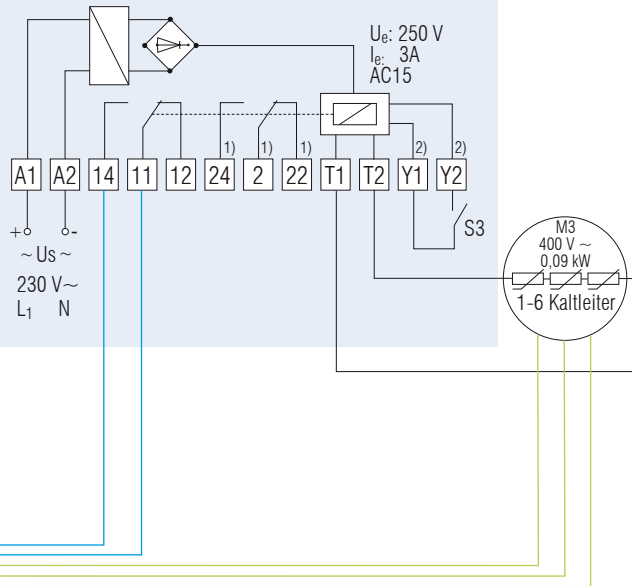 Uₑ: 250 V
Iₑ: 3A
AC15
1) 1) 1) 2) 2)
A1 A2 14 11 12 24 2 22 T1 T2 Y1 Y2
+ -
~ Us ~
230 V~
L₁ N
S3
M3
400 V ~
0,09 kW
1-6 Kaltleiter